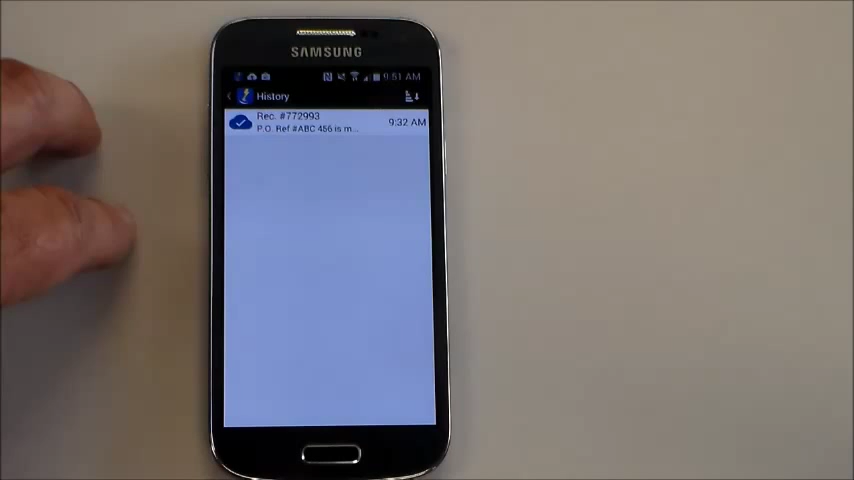 SAMSUNG
9:51 AM
History
Rec. #772993
P.O. Ref #ABC 456 is m...
9:32 AM